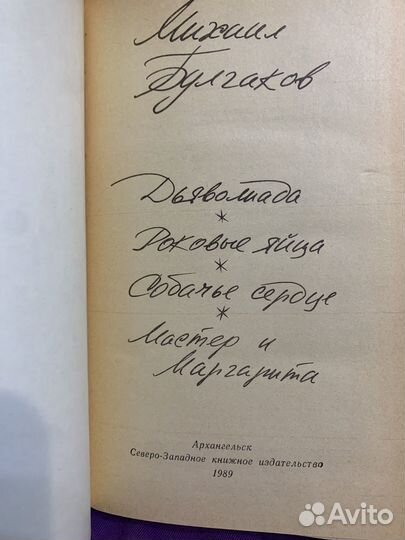 Михаил
Булгаков
Дьяволиада
*
Роковые яйца
*
Собачье сердце
*
Мастер и
Маргарита
Архангельск
Северо-Западное книжное издательство
1989
Avito